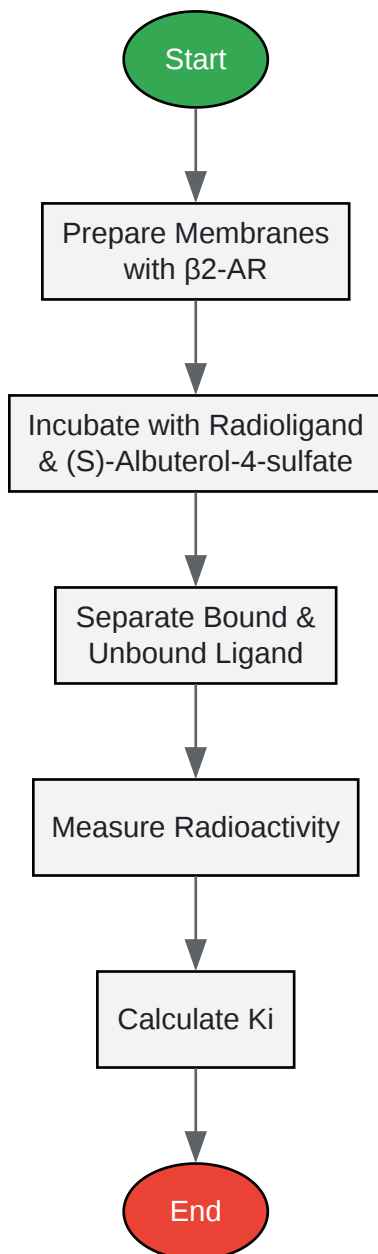 Start
Prepare Membranes
with β2-AR
Incubate with Radioligand
& (S)-Albuterol-4-sulfate
Separate Bound &
Unbound Ligand
Measure Radioactivity
Calculate Ki
End